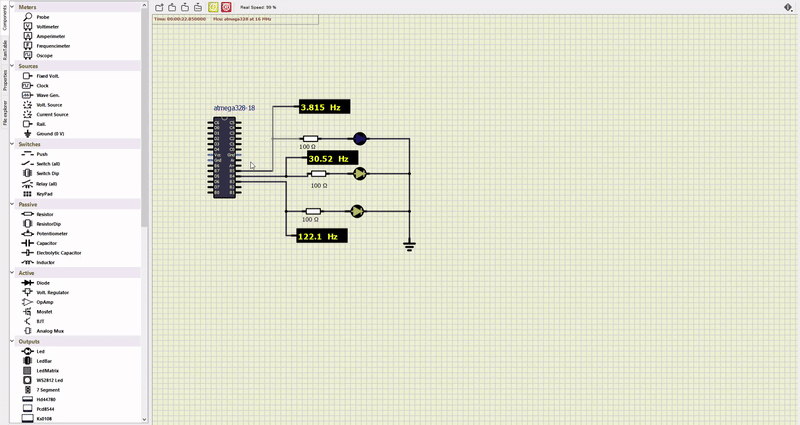 Real Speed: 99 %
Time: 00:00:22.850000
atmega328 at 16 MHz
Components
RamTable
Properties
File explorer
Meters
Probe
Voltimeter
Amperimeter
Frequencimeter
Oscope
Sources
Fixed Volt.
Clock
Wave Gen.
Volt. Source
Current Source
Rail.
Ground (0 V)
Switches
Push
Switch (all)
Switch Dip
Relay (all)
KeyPad
Passive
Resistor
ResistorDip
Potentiometer
Capacitor
Electrolytic Capacitor
Inductor
Active
Diode
Volt. Regulator
OpAmp
Mosfet
BJT
Analog Mux
Outputs
Led
LedBar
LedMatrix
WS2812 Led
7 Segment
Hd44780
Pcd8544
Ks0108
atmega328-18
3.815 Hz
100 Ω
30.52 Hz
100 Ω
100 Ω
122.1 Hz